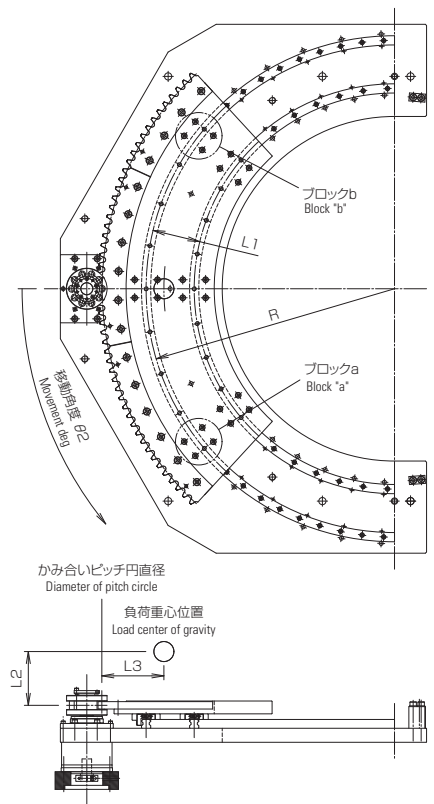 ブロックb
Block "b"
L1
R
ブロックa
Block "a"
移動角度 θ2
Movement deg
かみ合いピッチ円直径
Diameter of pitch circle
負荷重心位置
Load center of gravity
L3
L2